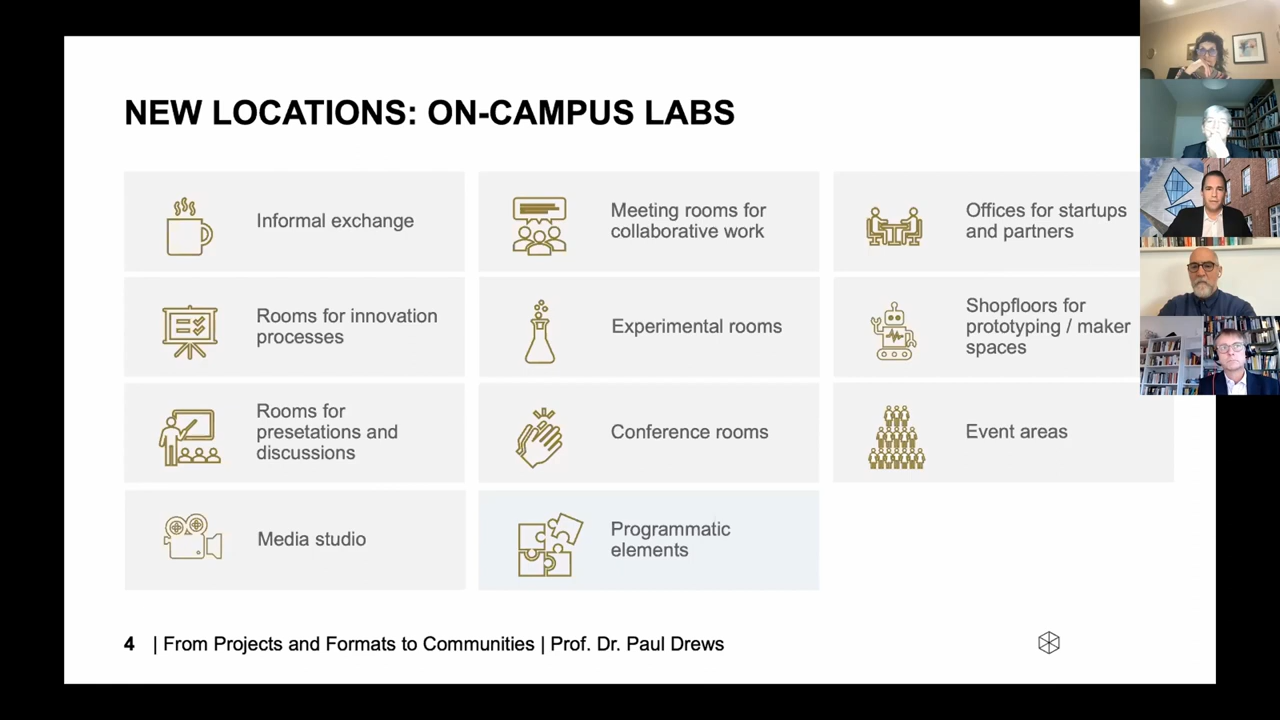 NEW LOCATIONS: ON-CAMPUS LABS
Informal exchange
Meeting rooms for
collaborative work
Offices for startups
and partners
Rooms for innovation
processes
Experimental rooms
Shopfloors for
prototyping / maker
spaces
Rooms for
presetations and
discussions
Conference rooms
Event areas
Media studio
Programmatic
elements
4 | From Projects and Formats to Communities | Prof. Dr. Paul Drews